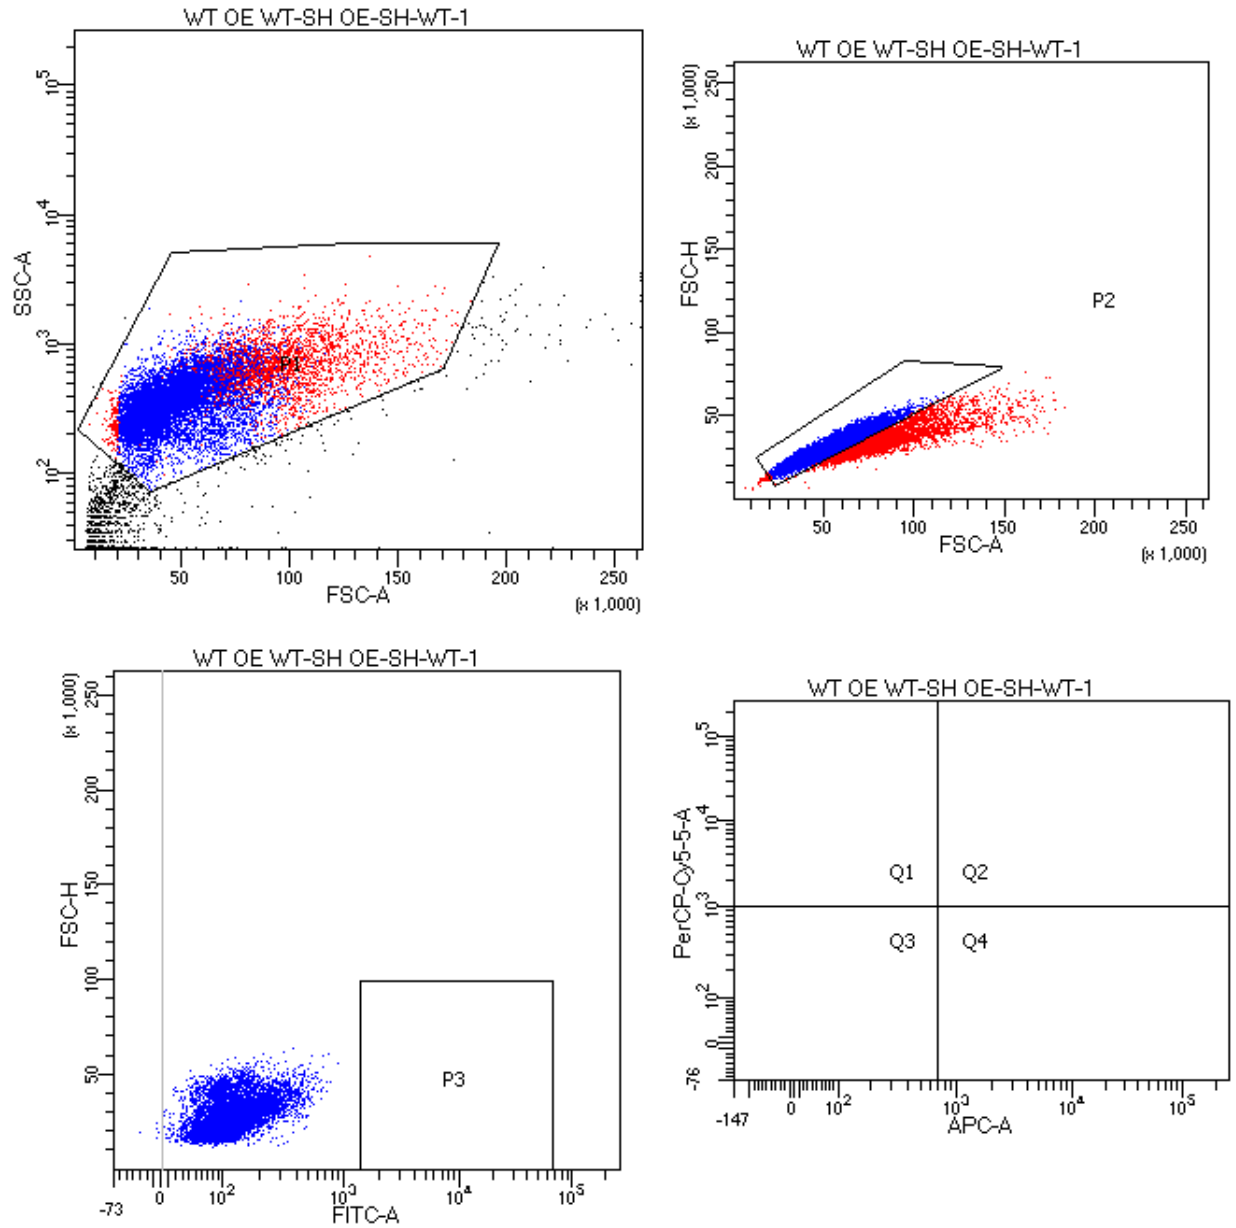 WT OE WT-SH OE-SH-WT-1
SSC-A
10^5
10^4
10^3
10^2
P1
50 100 150 200 250
FSC-A
(x 1,000)
WT OE WT-SH OE-SH-WT-1
(x 1,000)
FSC-H
250
200
150
100
50
P2
50 100 150 200 250
FSC-A
(x 1,000)
WT OE WT-SH OE-SH-WT-1
(x 1,000)
FSC-H
250
200
150
100
50
P3
-73 0 10^2 10^3 10^4 10^5
FITC-A
WT OE WT-SH OE-SH-WT-1
PerCP-Cy5-5-A
10^5
10^4
10^3
10^2
0
-76
Q1 Q2
Q3 Q4
-147 0 10^2 10^3 10^4 10^5
APC-A